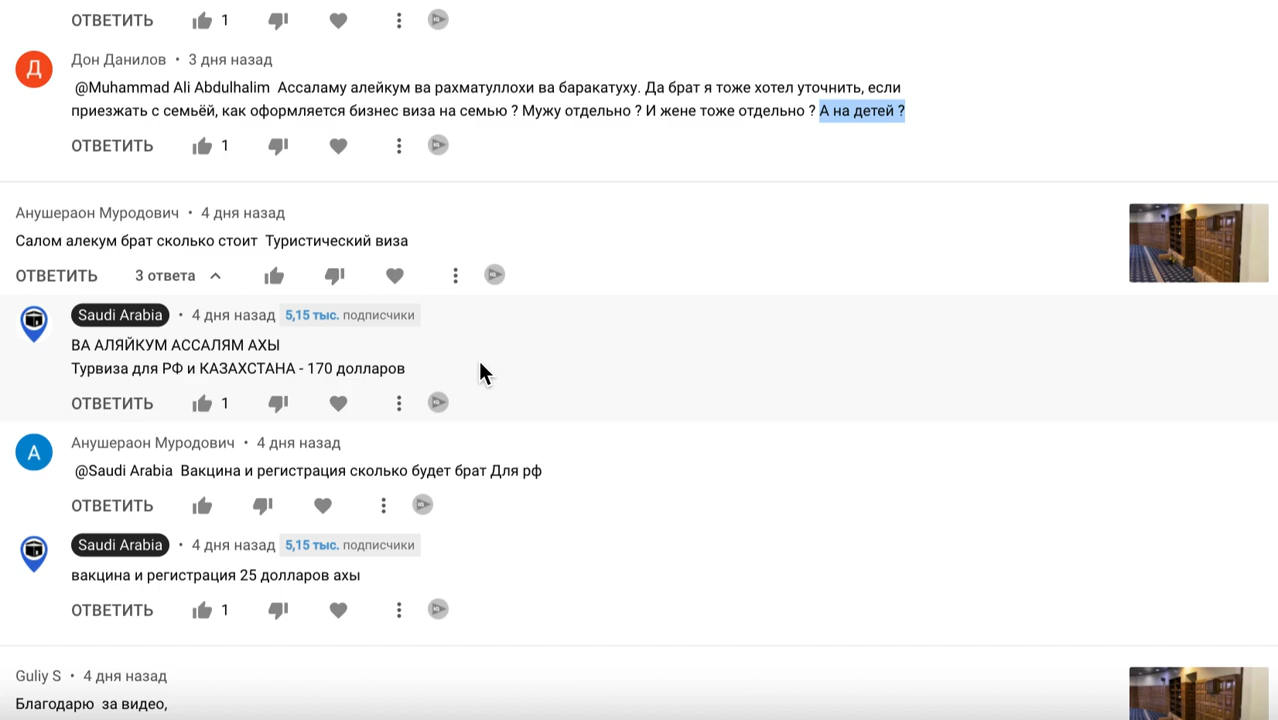 ОТВЕТИТЬ 1
Д
Дон Данилов • 3 дня назад
@Muhammad Ali Abdulhalim Ассаламу алейкум ва рахматуллохи ва баракатуху. Да брат я тоже хотел уточнить, если
приезжать с семьёй, как оформляется бизнес виза на семью ? Мужу отдельно ? И жене тоже отдельно ? А на детей ?
ОТВЕТИТЬ 1
Анушераон Муродович • 4 дня назад
Салом алекум брат сколько стоит Туристический виза
ОТВЕТИТЬ 3 ответа
Saudi Arabia • 4 дня назад 5,15 тыс. подписчики
ВА АЛЯЙКУМ АССАЛЯМ АХЫ
Турвиза для РФ и КАЗАХСТАНА - 170 долларов
ОТВЕТИТЬ 1
А
Анушераон Муродович • 4 дня назад
@Saudi Arabia Вакцина и регистрация сколько будет брат Для рф
ОТВЕТИТЬ
Saudi Arabia • 4 дня назад 5,15 тыс. подписчики
вакцина и регистрация 25 долларов ахы
ОТВЕТИТЬ 1
Guliy S • 4 дня назад
Благодарю за видео,